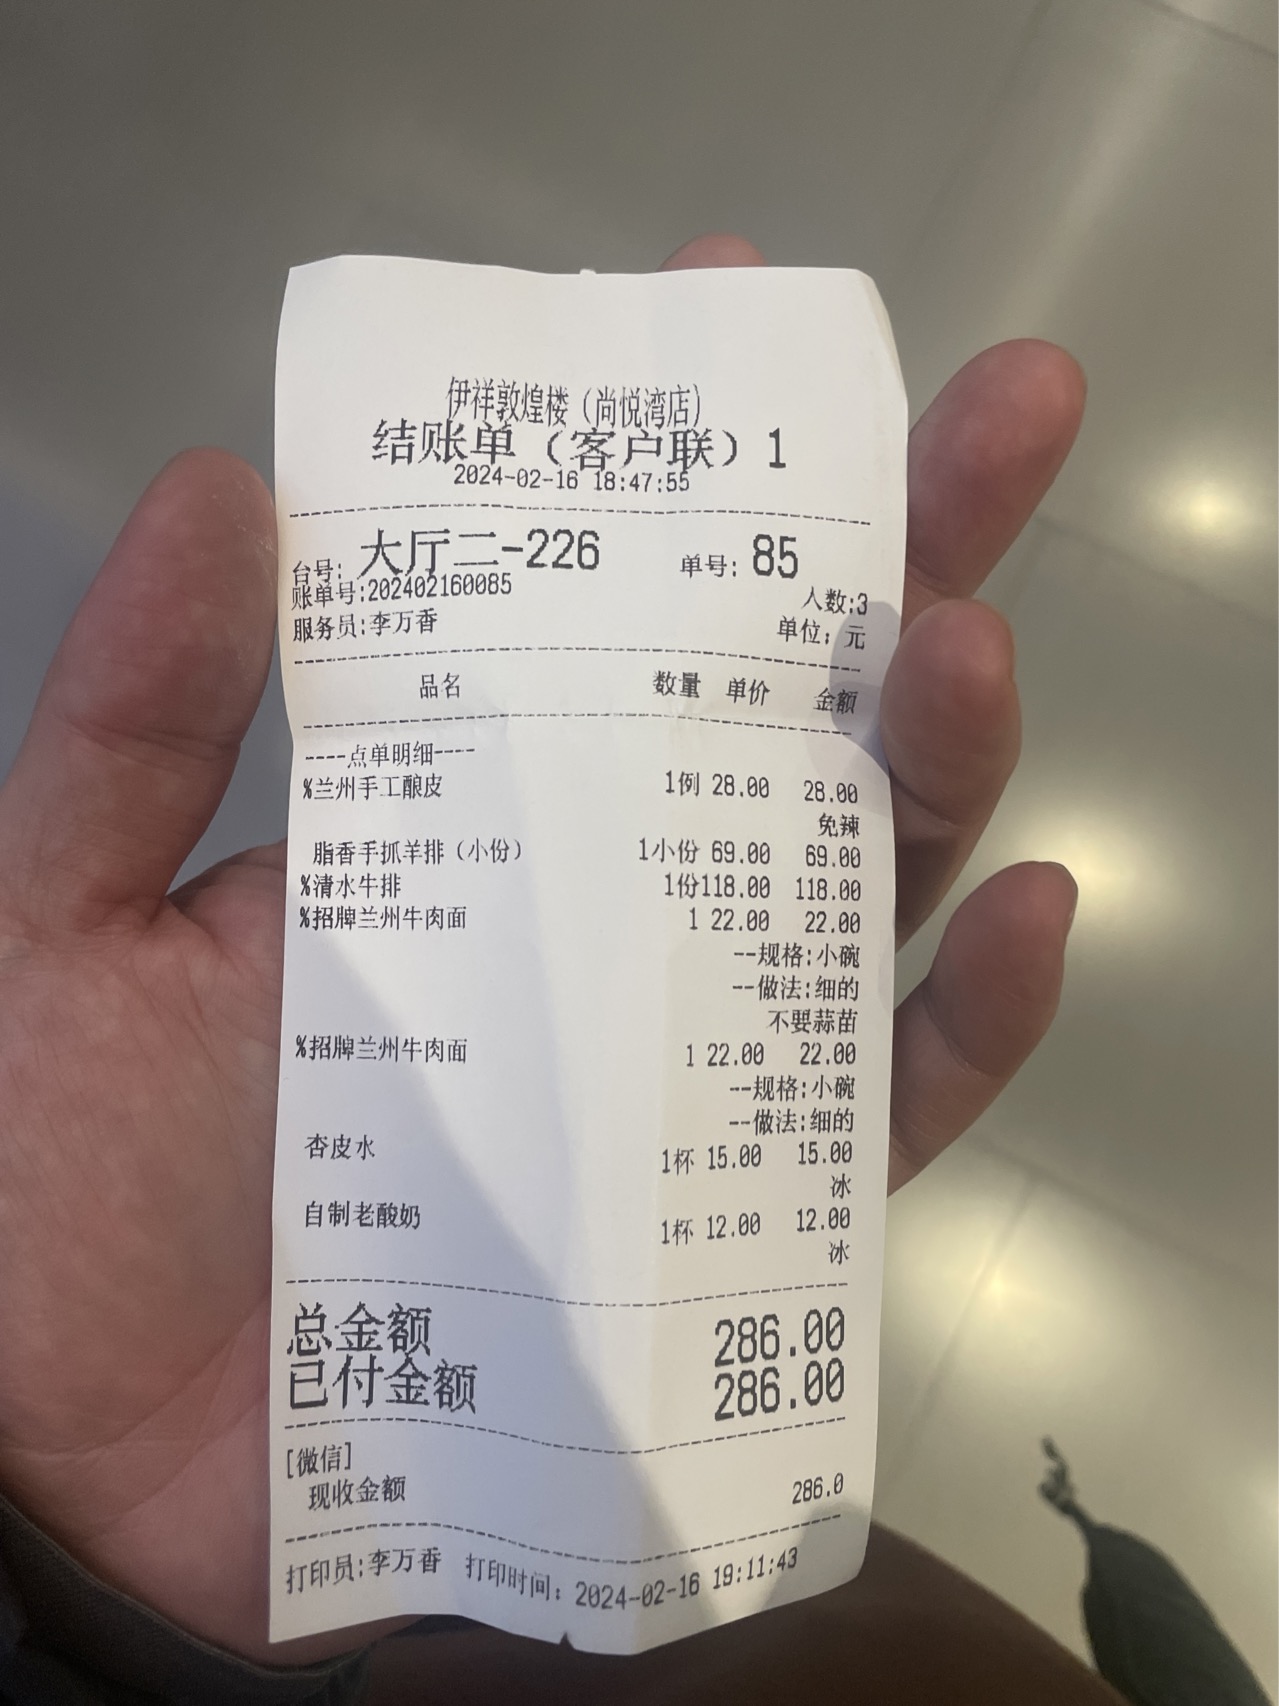 伊祥敦煌楼（尚悦湾店）
结账单（客户联）1
2024-02-16 18:47:55
台号: 大厅二-226 单号: 85
账单号:202402160085 人数:3
服务员:李万香 单位: 元
品名 数量 单价 金额
----点单明细----
%兰州手工酿皮 1例 28.00 28.00
免辣
脂香手抓羊排（小份） 1小份 69.00 69.00
%清水牛排 1份118.00 118.00
%招牌兰州牛肉面 1 22.00 22.00
--规格:小碗
--做法:细的
不要蒜苗
%招牌兰州牛肉面 1 22.00 22.00
--规格:小碗
--做法:细的
杏皮水 1杯 15.00 15.00
冰
自制老酸奶 1杯 12.00 12.00
冰
总金额 286.00
已付金额 286.00
[微信]
现收金额 286.0
打印员:李万香 打印时间: 2024-02-16 19:11:43